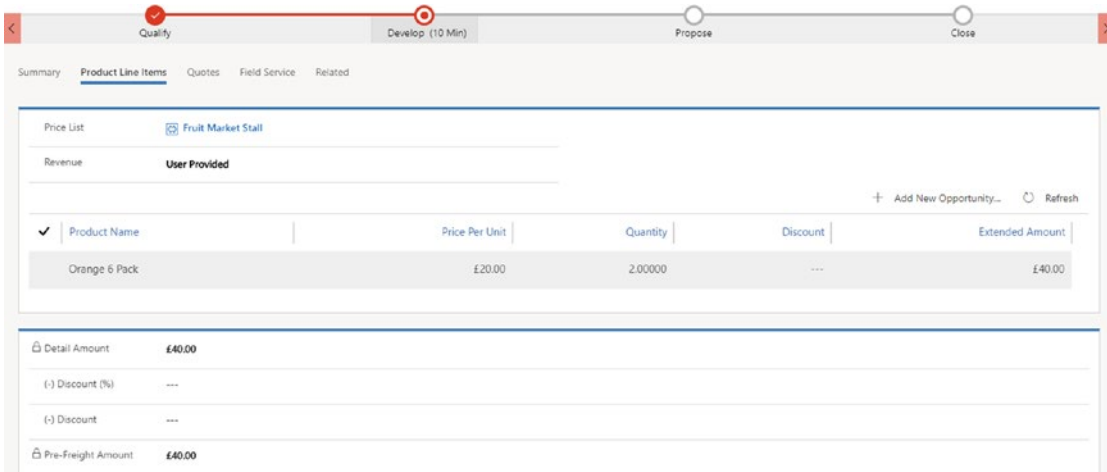 Qualify Develop (10 Min) Propose Close
Summary Product Line Items Quotes Field Service Related
Price List Fruit Market Stall
Revenue User Provided
+ Add New Opportunity... Refresh
Product Name Price Per Unit Quantity Discount Extended Amount
Orange 6 Pack £20.00 2.00000 --- £40.00
Detail Amount £40.00
(-) Discount (%) ---
(-) Discount ---
Pre-Freight Amount £40.00